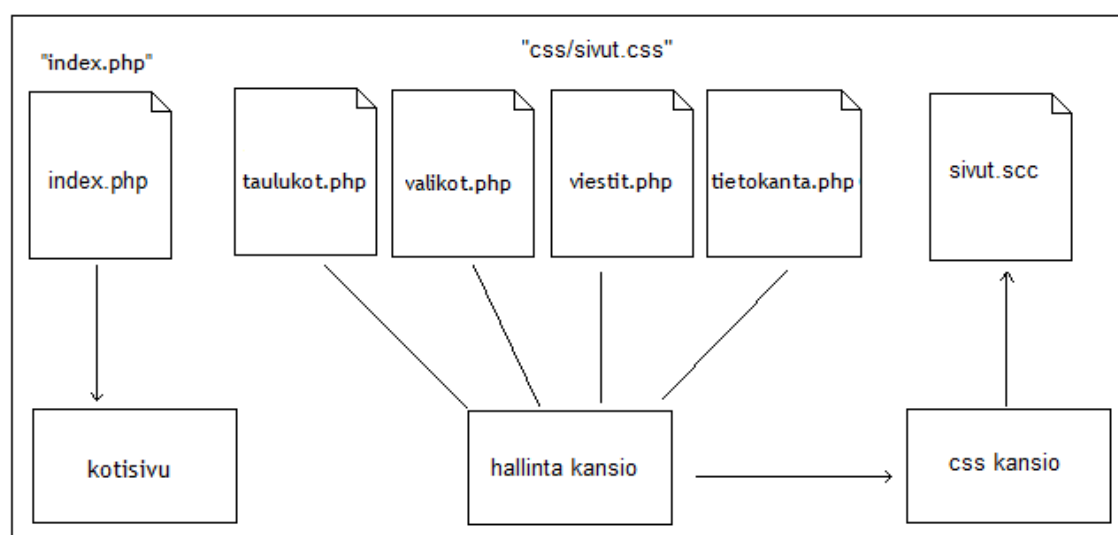 "css/sivut.css"
"index.php"
index.php
taulukot.php
valikot.php
viestit.php
tietokanta.php
sivut.scc
kotisivu
hallinta kansio
css kansio